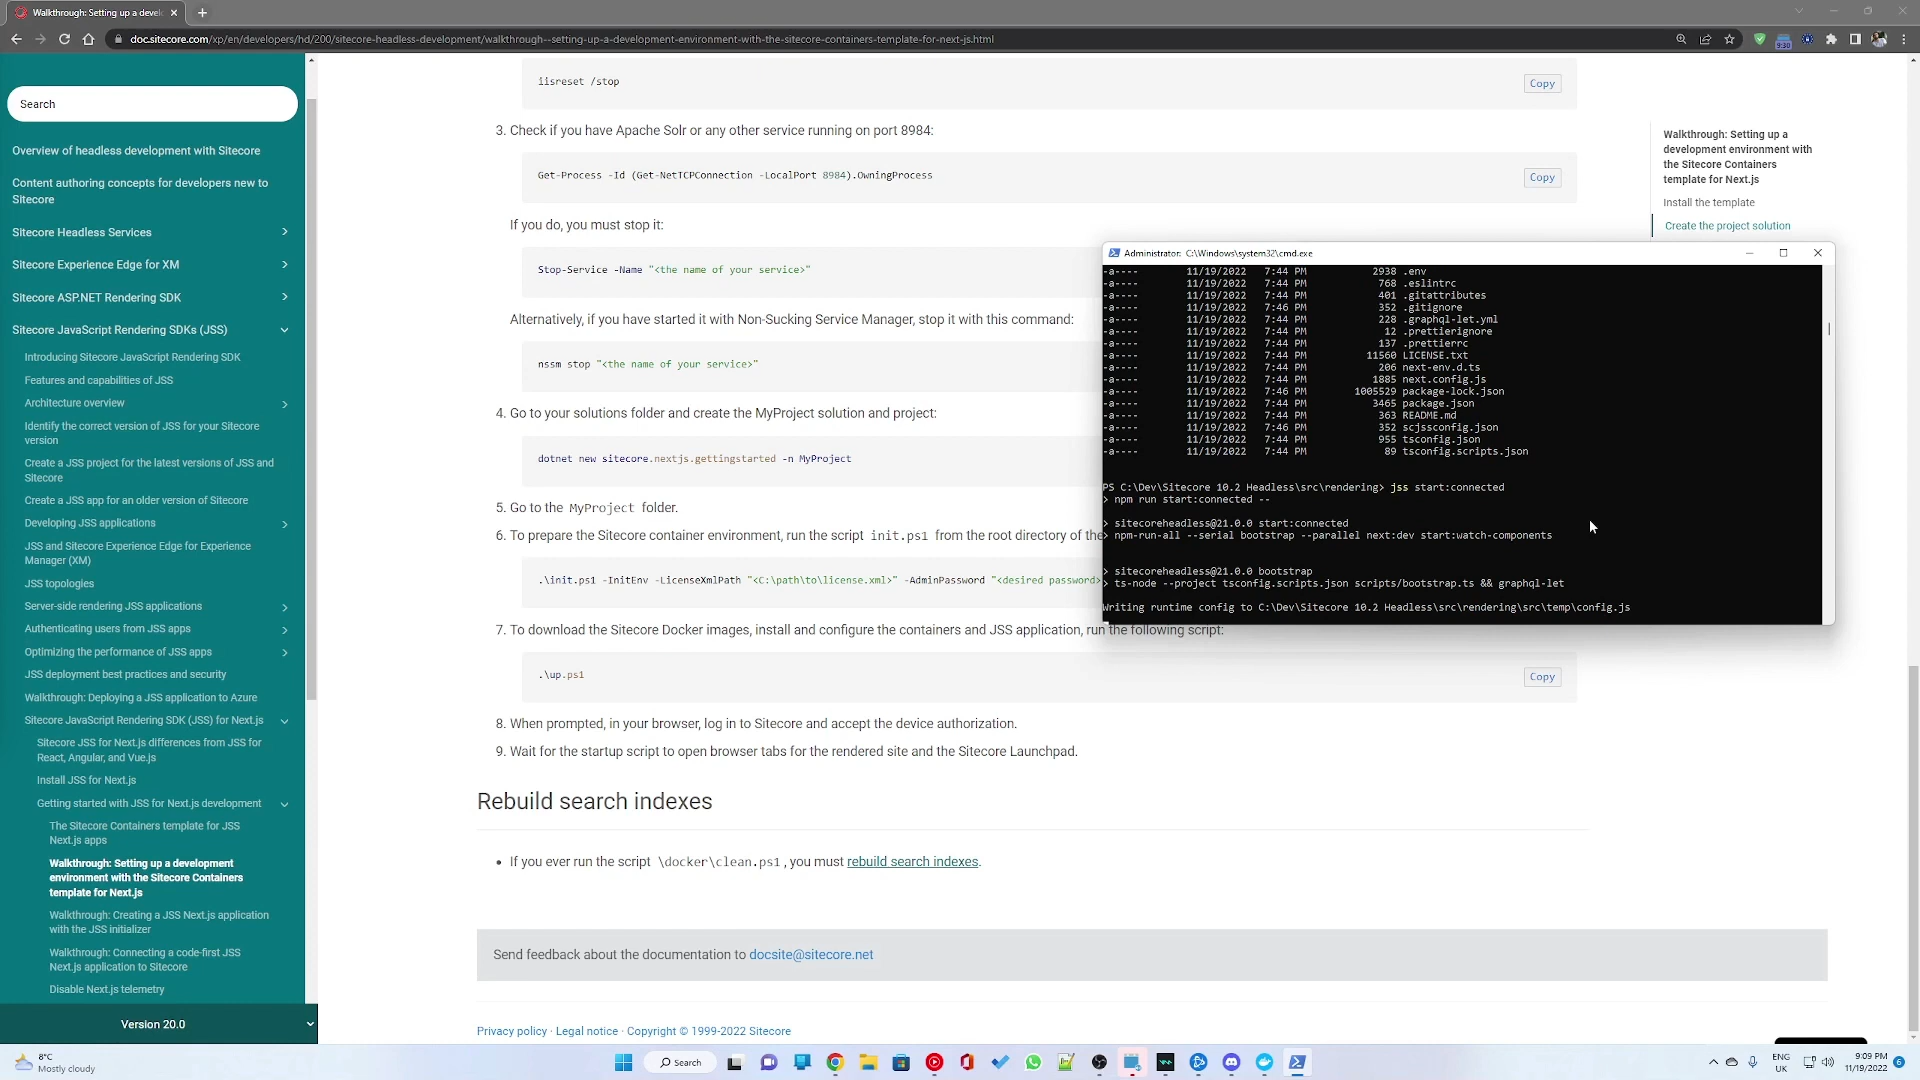 Walkthrough: Setting up a devel
doc.sitecore.com/xp/en/developers/hd/200/sitecore-headless-development/walkthrough--setting-up-a-development-environment-with-the-sitecore-containers-template-for-next-js.html
9:30
Search
Overview of headless development with Sitecore
Content authoring concepts for developers new to
Sitecore
Sitecore Headless Services
Sitecore Experience Edge for XM
Sitecore ASP.NET Rendering SDK
Sitecore JavaScript Rendering SDKs (JSS)
Introducing Sitecore JavaScript Rendering SDK
Features and capabilities of JSS
Architecture overview
Identify the correct version of JSS for your Sitecore
version
Create a JSS project for the latest versions of JSS and
Sitecore
Create a JSS app for an older version of Sitecore
Developing JSS applications
JSS and Sitecore Experience Edge for Experience
Manager (XM)
JSS topologies
Server-side rendering JSS applications
Authenticating users from JSS apps
Optimizing the performance of JSS apps
JSS deployment best practices and security
Walkthrough: Deploying a JSS application to Azure
Sitecore JavaScript Rendering SDK (JSS) for Next.js
Sitecore JSS for Next.js differences from JSS for
React, Angular, and Vue.js
Install JSS for Next.js
Getting started with JSS for Next.js development
The Sitecore Containers template for JSS
Next.js apps
Walkthrough: Setting up a development
environment with the Sitecore Containers
template for Next.js
Walkthrough: Creating a JSS Next.js application
with the JSS initializer
Walkthrough: Connecting a code-first JSS
Next.js application to Sitecore
Disable Next.js telemetry
Version 20.0
iisreset /stop
Copy
3. Check if you have Apache Solr or any other service running on port 8984:
Get-Process -Id (Get-NetTCPConnection -LocalPort 8984).OwningProcess
Copy
If you do, you must stop it:
Stop-Service -Name "<the name of your service>"
Alternatively, if you have started it with Non-Sucking Service Manager, stop it with this command:
nssm stop "<the name of your service>"
4. Go to your solutions folder and create the MyProject solution and project:
dotnet new sitecore.nextjs.gettingstarted -n MyProject
5. Go to the MyProject folder.
6. To prepare the Sitecore container environment, run the script init.ps1 from the root directory of the
.\init.ps1 -InitEnv -LicenseXmlPath "<C:\path\to\license.xml>" -AdminPassword "<desired password>
7. To download the Sitecore Docker images, install and configure the containers and JSS application, run the following script:
.\up.ps1
Copy
8. When prompted, in your browser, log in to Sitecore and accept the device authorization.
9. Wait for the startup script to open browser tabs for the rendered site and the Sitecore Launchpad.
Rebuild search indexes
• If you ever run the script \docker\clean.ps1 , you must rebuild search indexes.
Send feedback about the documentation to docsite@sitecore.net
Privacy policy · Legal notice · Copyright © 1999-2022 Sitecore
Walkthrough: Setting up a
development environment with
the Sitecore Containers
template for Next.js
Install the template
Create the project solution
Administrator: C:\Windows\system32\cmd.exe
-a---- 11/19/2022 7:44 PM 2938 .env
-a---- 11/19/2022 7:44 PM 768 .eslintrc
-a---- 11/19/2022 7:44 PM 401 .gitattributes
-a---- 11/19/2022 7:46 PM 352 .gitignore
-a---- 11/19/2022 7:44 PM 228 .graphql-let.yml
-a---- 11/19/2022 7:44 PM 12 .prettierignore
-a---- 11/19/2022 7:44 PM 137 .prettierrc
-a---- 11/19/2022 7:44 PM 11560 LICENSE.txt
-a---- 11/19/2022 7:44 PM 206 next-env.d.ts
-a---- 11/19/2022 7:44 PM 1885 next.config.js
-a---- 11/19/2022 7:46 PM 1005529 package-lock.json
-a---- 11/19/2022 7:44 PM 3465 package.json
-a---- 11/19/2022 7:44 PM 363 README.md
-a---- 11/19/2022 7:46 PM 352 scjssconfig.json
-a---- 11/19/2022 7:44 PM 955 tsconfig.json
-a---- 11/19/2022 7:44 PM 89 tsconfig.scripts.json
PS C:\Dev\Sitecore 10.2 Headless\src\rendering> jss start:connected
> npm run start:connected --
> sitecoreheadless@21.0.0 start:connected
> npm-run-all --serial bootstrap --parallel next:dev start:watch-components
> sitecoreheadless@21.0.0 bootstrap
> ts-node --project tsconfig.scripts.json scripts/bootstrap.ts && graphql-let
Writing runtime config to C:\Dev\Sitecore 10.2 Headless\src\rendering\src\temp\config.js
8°C
Mostly cloudy
Search
ENG
UK
9:09 PM
11/19/2022
6